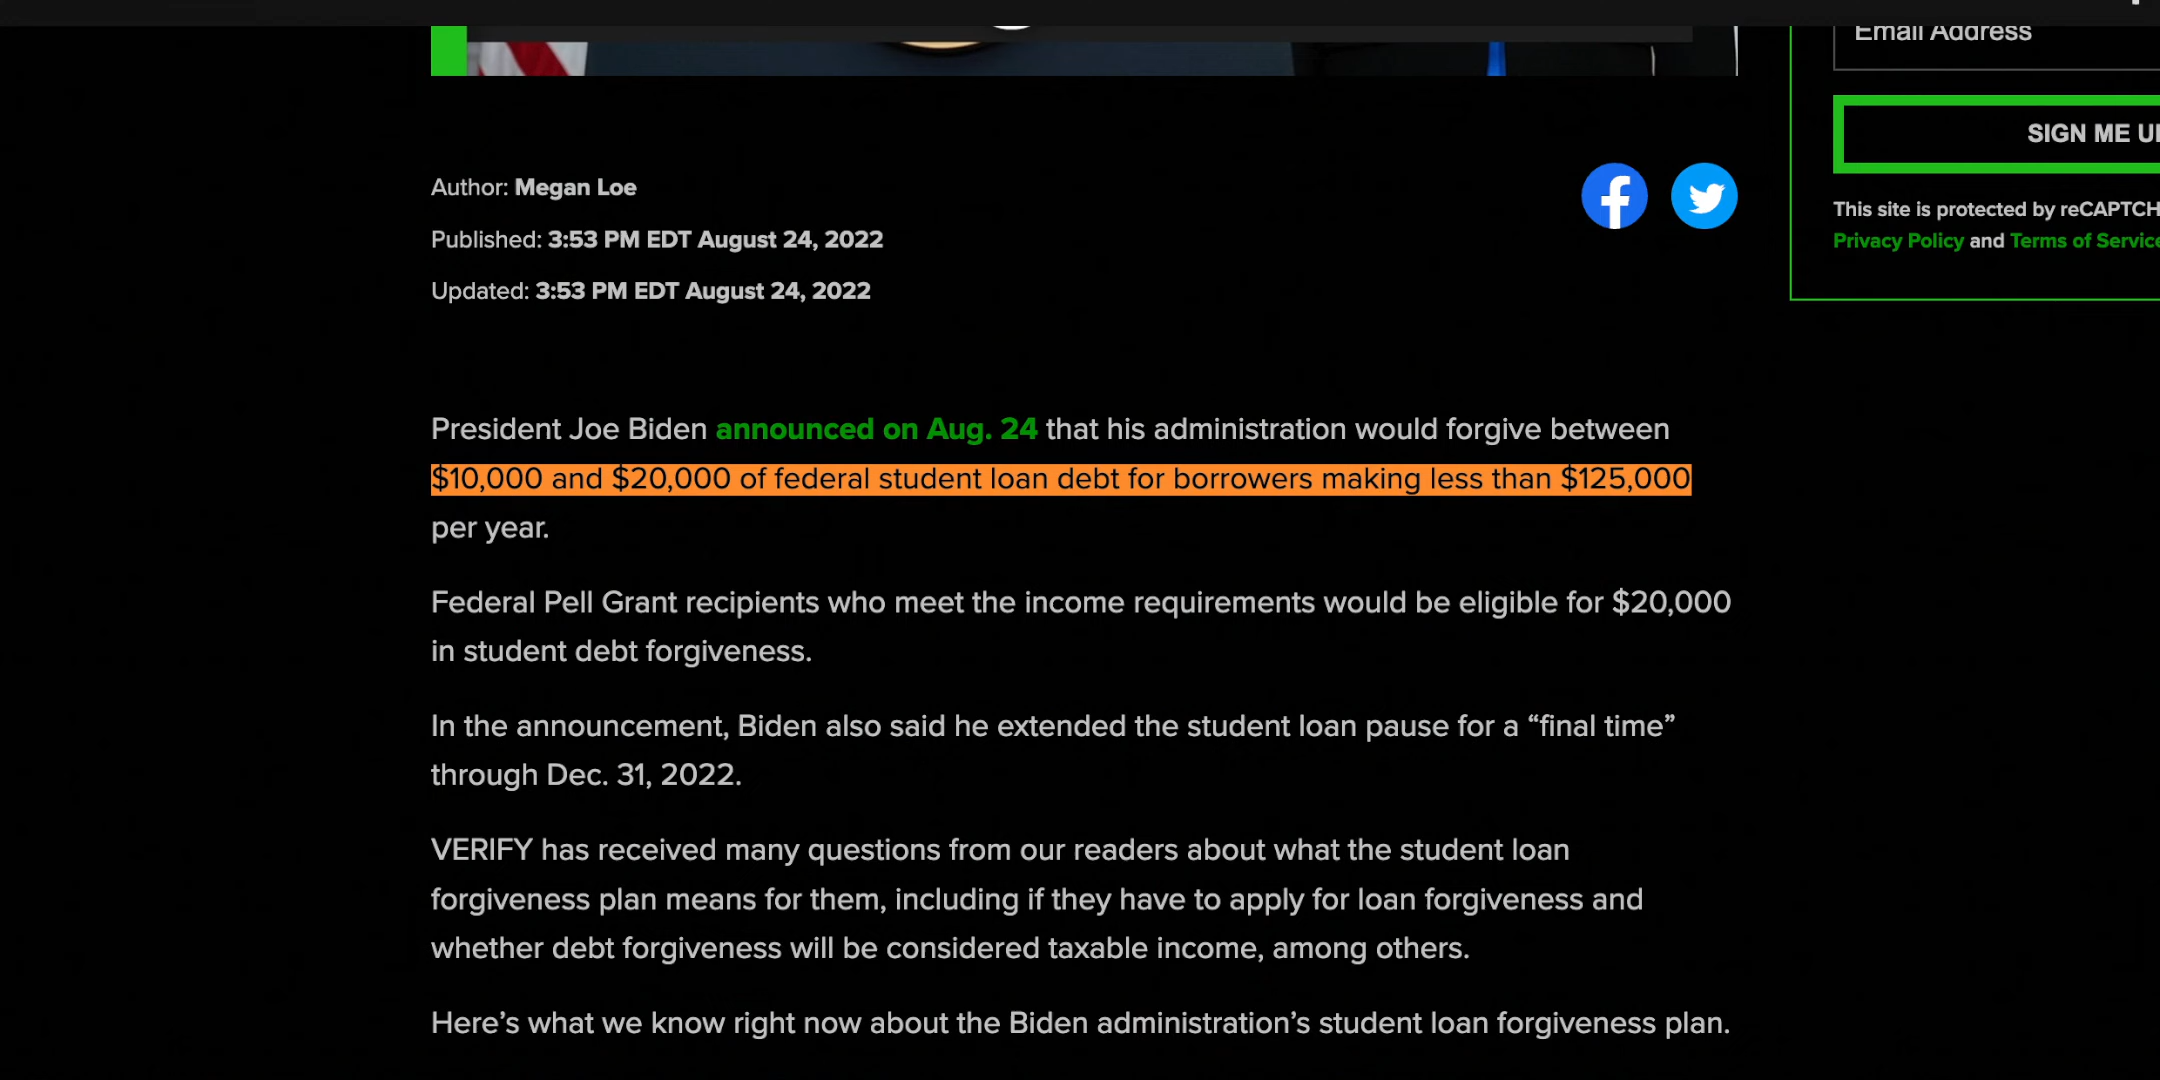 Email Address
SIGN ME
This site is protected by
Privacy Policy and Terms of
Author: Megan Loe
Published: 3:53 PM EDT August 24, 2022
Updated: 3:53 PM EDT August 24, 2022
President Joe Biden announced on Aug. 24 that his administration would forgive between
$10,000 and $20,000 of federal student loan debt for borrowers making less than $125,000
per year.
Federal Pell Grant recipients who meet the income requirements would be eligible for $20,000
in student debt forgiveness.
In the announcement, Biden also said he extended the student loan pause for a “final time”
through Dec. 31, 2022.
VERIFY has received many questions from our readers about what the student loan
forgiveness plan means for them, including if they have to apply for loan forgiveness and
whether debt forgiveness will be considered taxable income, among others.
Here’s what we know right now about the Biden administration’s student loan forgiveness plan.